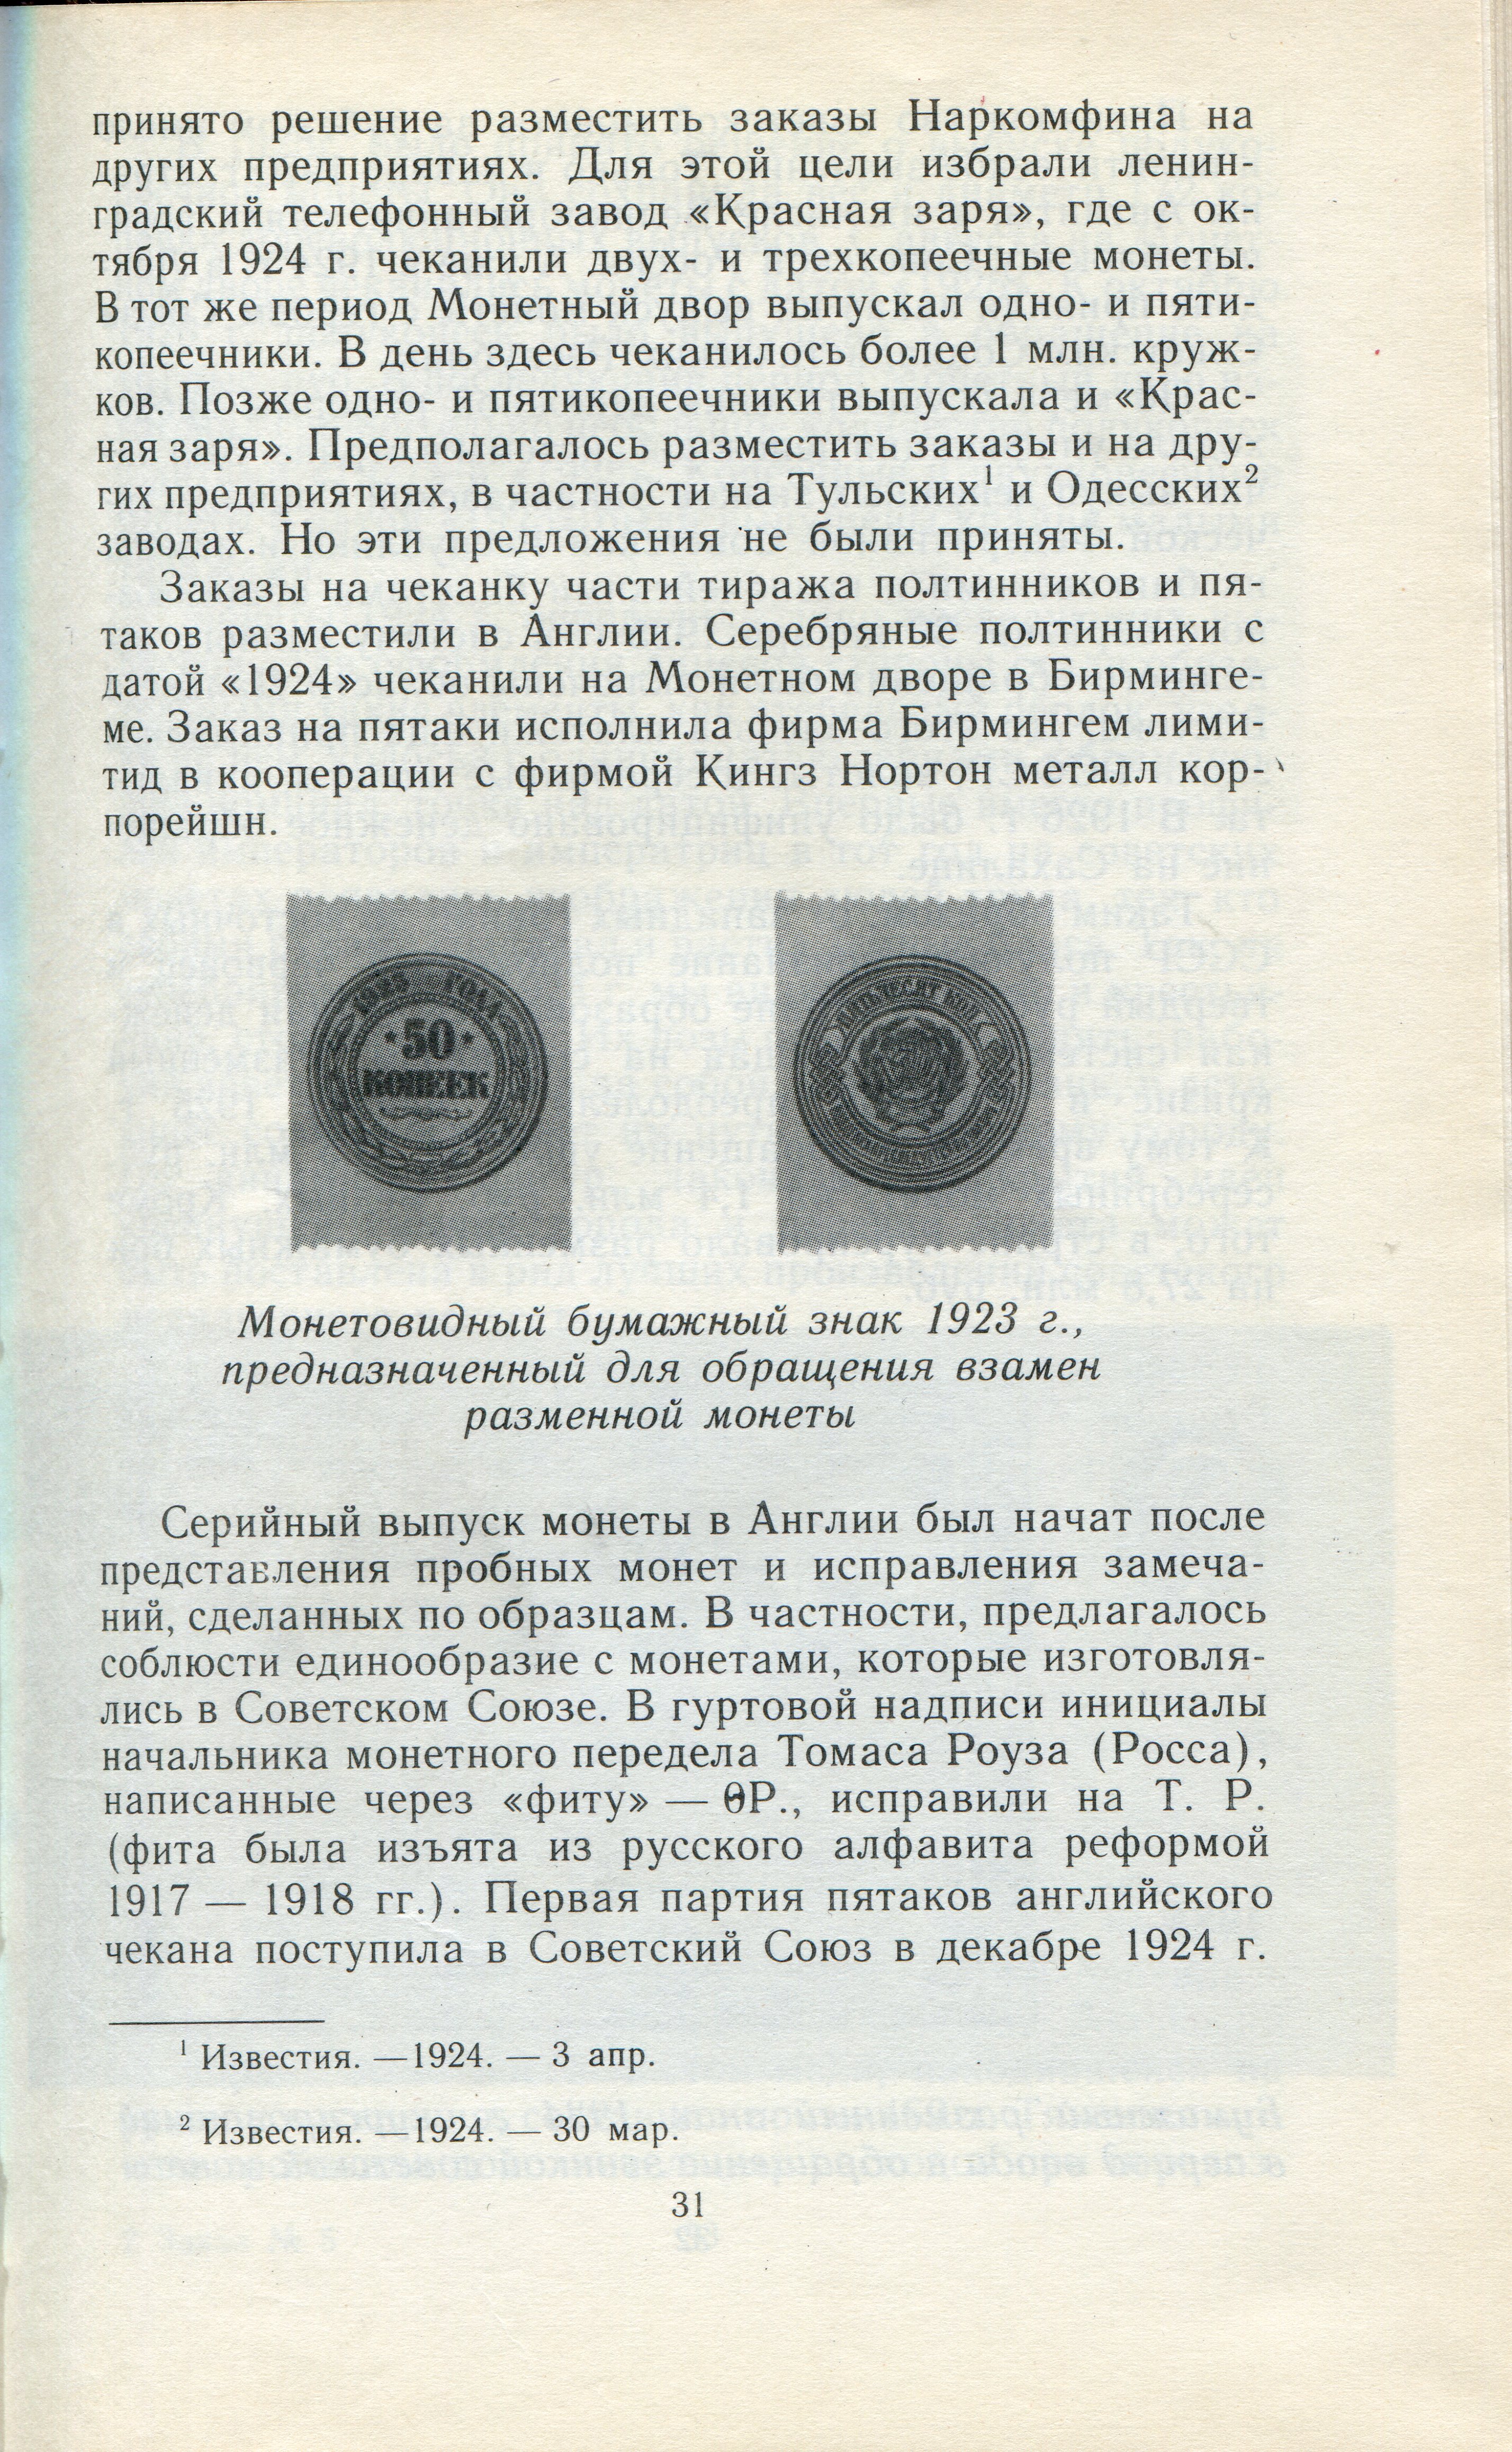 принято решение разместить заказы Наркомфина на
других предприятиях. Для этой цели избрали ленин-
градский телефонный завод «Красная заря», где с ок-
тября 1924 г. чеканили двух- и трехкопеечные монеты.
В тот же период Монетный двор выпускал одно- и пяти-
копеечники. В день здесь чеканилось более 1 млн. круж-
ков. Позже одно- и пятикопеечники выпускала и «Крас-
ная заря». Предполагалось разместить заказы и на дру-
гих предприятиях, в частности на Тульских¹ и Одесских²
заводах. Но эти предложения не были приняты.
Заказы на чеканку части тиража полтинников и пя-
таков разместили в Англии. Серебряные полтинники с
датой «1924» чеканили на Монетном дворе в Бирминге-
ме. Заказ на пятаки исполнила фирма Бирмингем лими-
тид в кооперации с фирмой Кингз Нортон металл кор-
порейшн.
1923 ГОДА
50
КОПЕЕК
ПЯТЬДЕСЯТ КОП.
Монетовидный бумажный знак 1923 г.,
предназначенный для обращения взамен
разменной монеты
Серийный выпуск монеты в Англии был начат после
представления пробных монет и исправления замеча-
ний, сделанных по образцам. В частности, предлагалось
соблюсти единообразие с монетами, которые изготовля-
лись в Советском Союзе. В гуртовой надписи инициалы
начальника монетного передела Томаса Роуза (Росса),
написанные через «фиту» — ѲР., исправили на Т. Р.
(фита была изъята из русского алфавита реформой
1917 — 1918 гг.). Первая партия пятаков английского
чекана поступила в Советский Союз в декабре 1924 г.
¹ Известия. —1924. — 3 апр.
² Известия. —1924. — 30 мар.
31